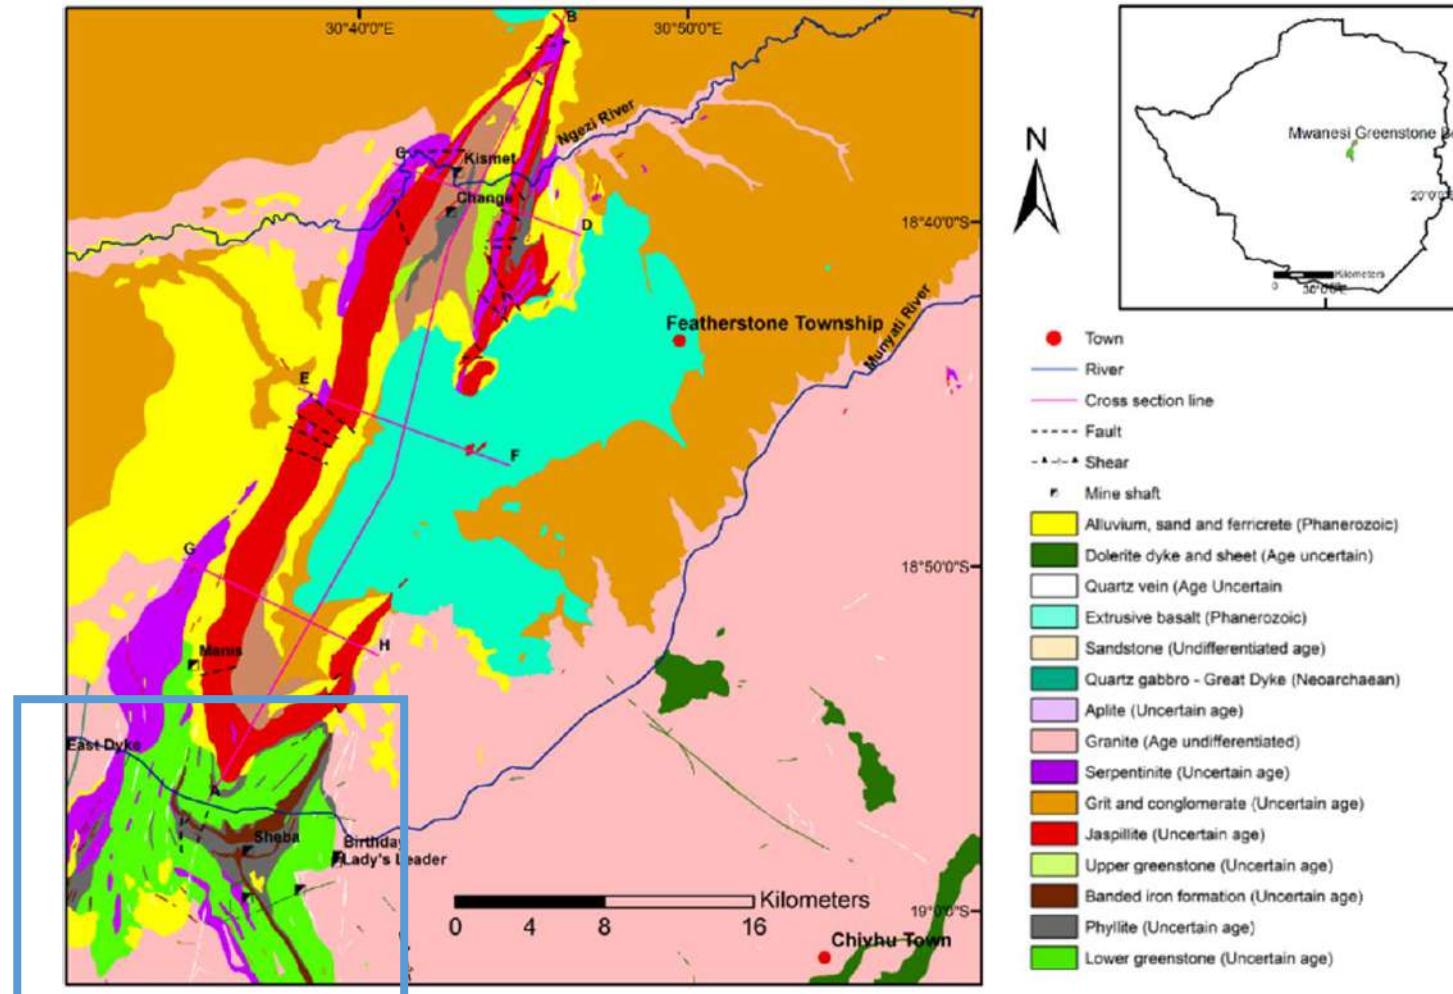 B
30°40'0"E
30°50'0"E
Ngezi River
G
Kismet
Change
D
18°40'0"S
Featherstone Township
Munyati River
E
F
G
18°50'0"S
H
Manis
East Dyke
A
Sheba
Birthday
Lady's Leader
Kilometers
0 4 8 16
19°0'0"S
Chivhu Town
N
Mwanesi Greenstone B
Kilometers
0
Town
River
Cross section line
Fault
Shear
Mine shaft
Alluvium, sand and ferricrete (Phanerozoic)
Dolerite dyke and sheet (Age uncertain)
Quartz vein (Age Uncertain
Extrusive basalt (Phanerozoic)
Sandstone (Undifferentiated age)
Quartz gabbro - Great Dyke (Neoarchaean)
Aplite (Uncertain age)
Granite (Age undifferentiated)
Serpentinite (Uncertain age)
Grit and conglomerate (Uncertain age)
Jaspillite (Uncertain age)
Upper greenstone (Uncertain age)
Banded iron formation (Uncertain age)
Phyllite (Uncertain age)
Lower greenstone (Uncertain age)